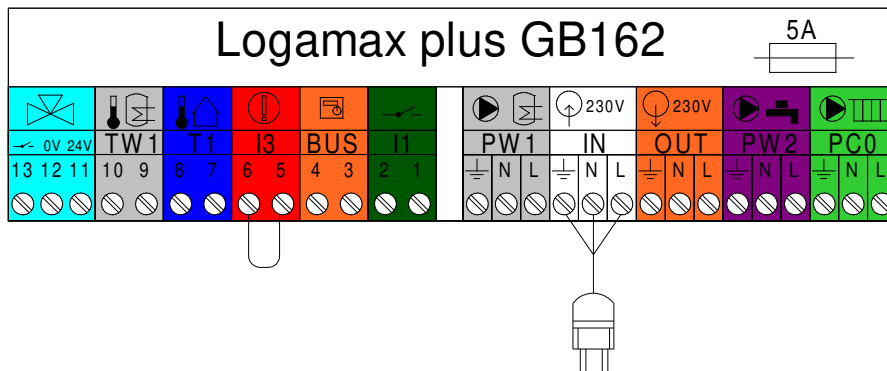 Logamax plus GB162
5A
230V 230V
TW1 T1 I3 BUS I1 PW1 IN OUT PW2 PC0
0V 24V
13 12 11 10 9 8 7 6 5 4 3 2 1 N L N L N L N L N L